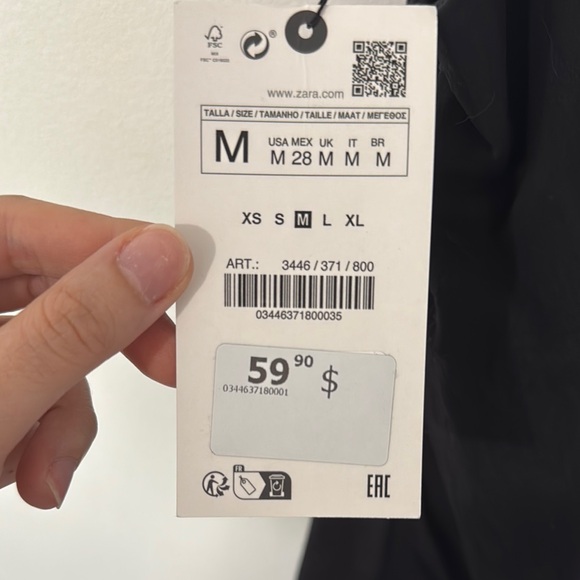 FSC
®
www.zara.com
TALLA / SIZE / TAMANHO / TAILLE / MAAT / ΜΕΓΕΘΟΣ
M
USA MEX UK IT BR
M 28 M M M
XS S M L XL
ART.: 3446 / 371 / 800
03446371800035
59 90 $
0344637180001
FR
EAC